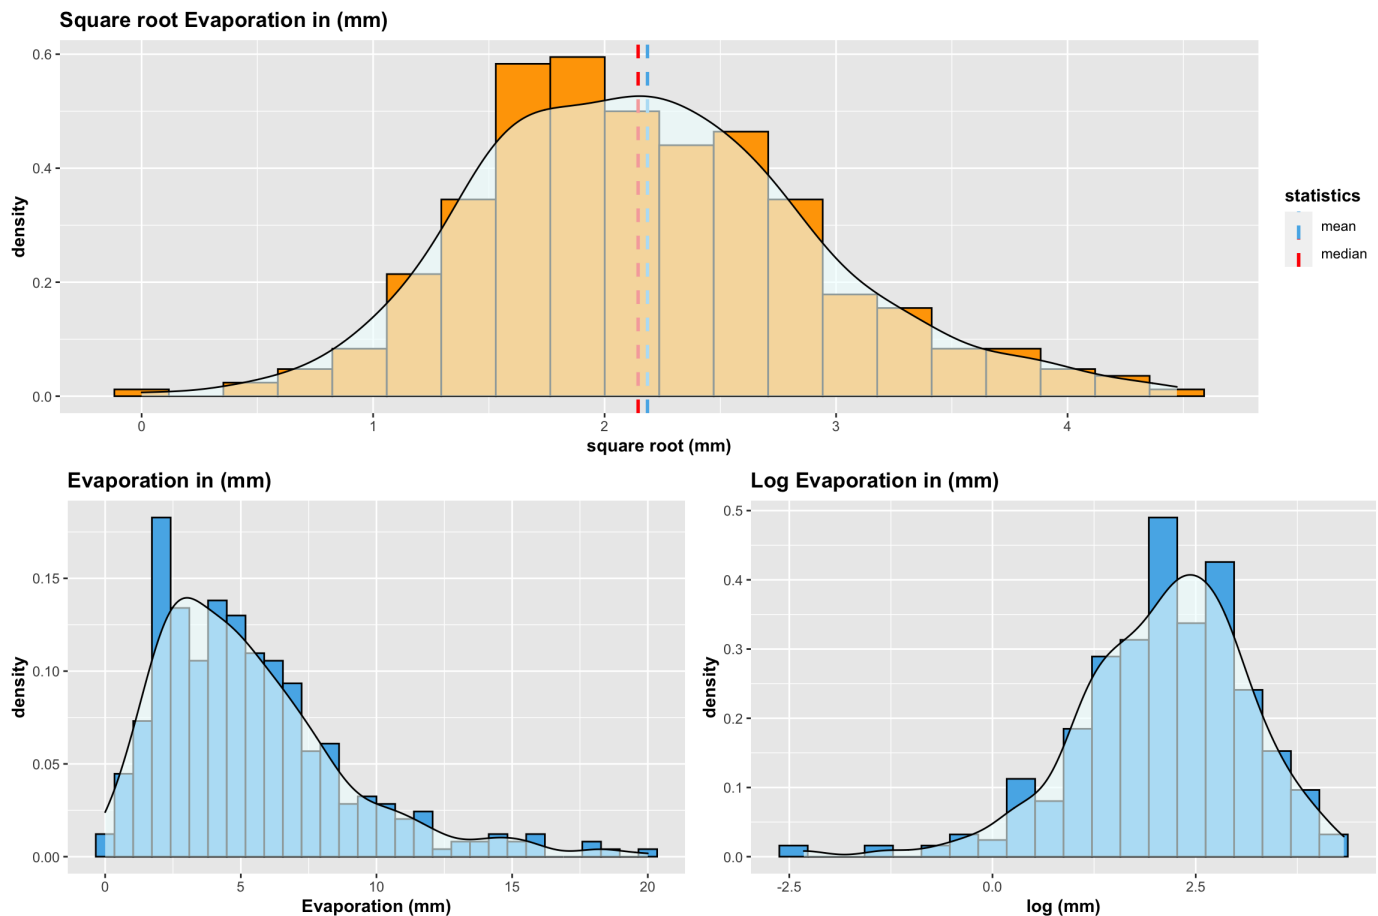 Square root Evaporation in (mm)
0.6
0.4
0.2
0.0
density
0 1 2 3 4
square root (mm)
statistics
mean
median
Evaporation in (mm)
0.15
0.10
0.05
0.00
density
0 5 10 15 20
Evaporation (mm)
Log Evaporation in (mm)
0.5
0.4
0.3
0.2
0.1
0.0
density
-2.5 0.0 2.5
log (mm)